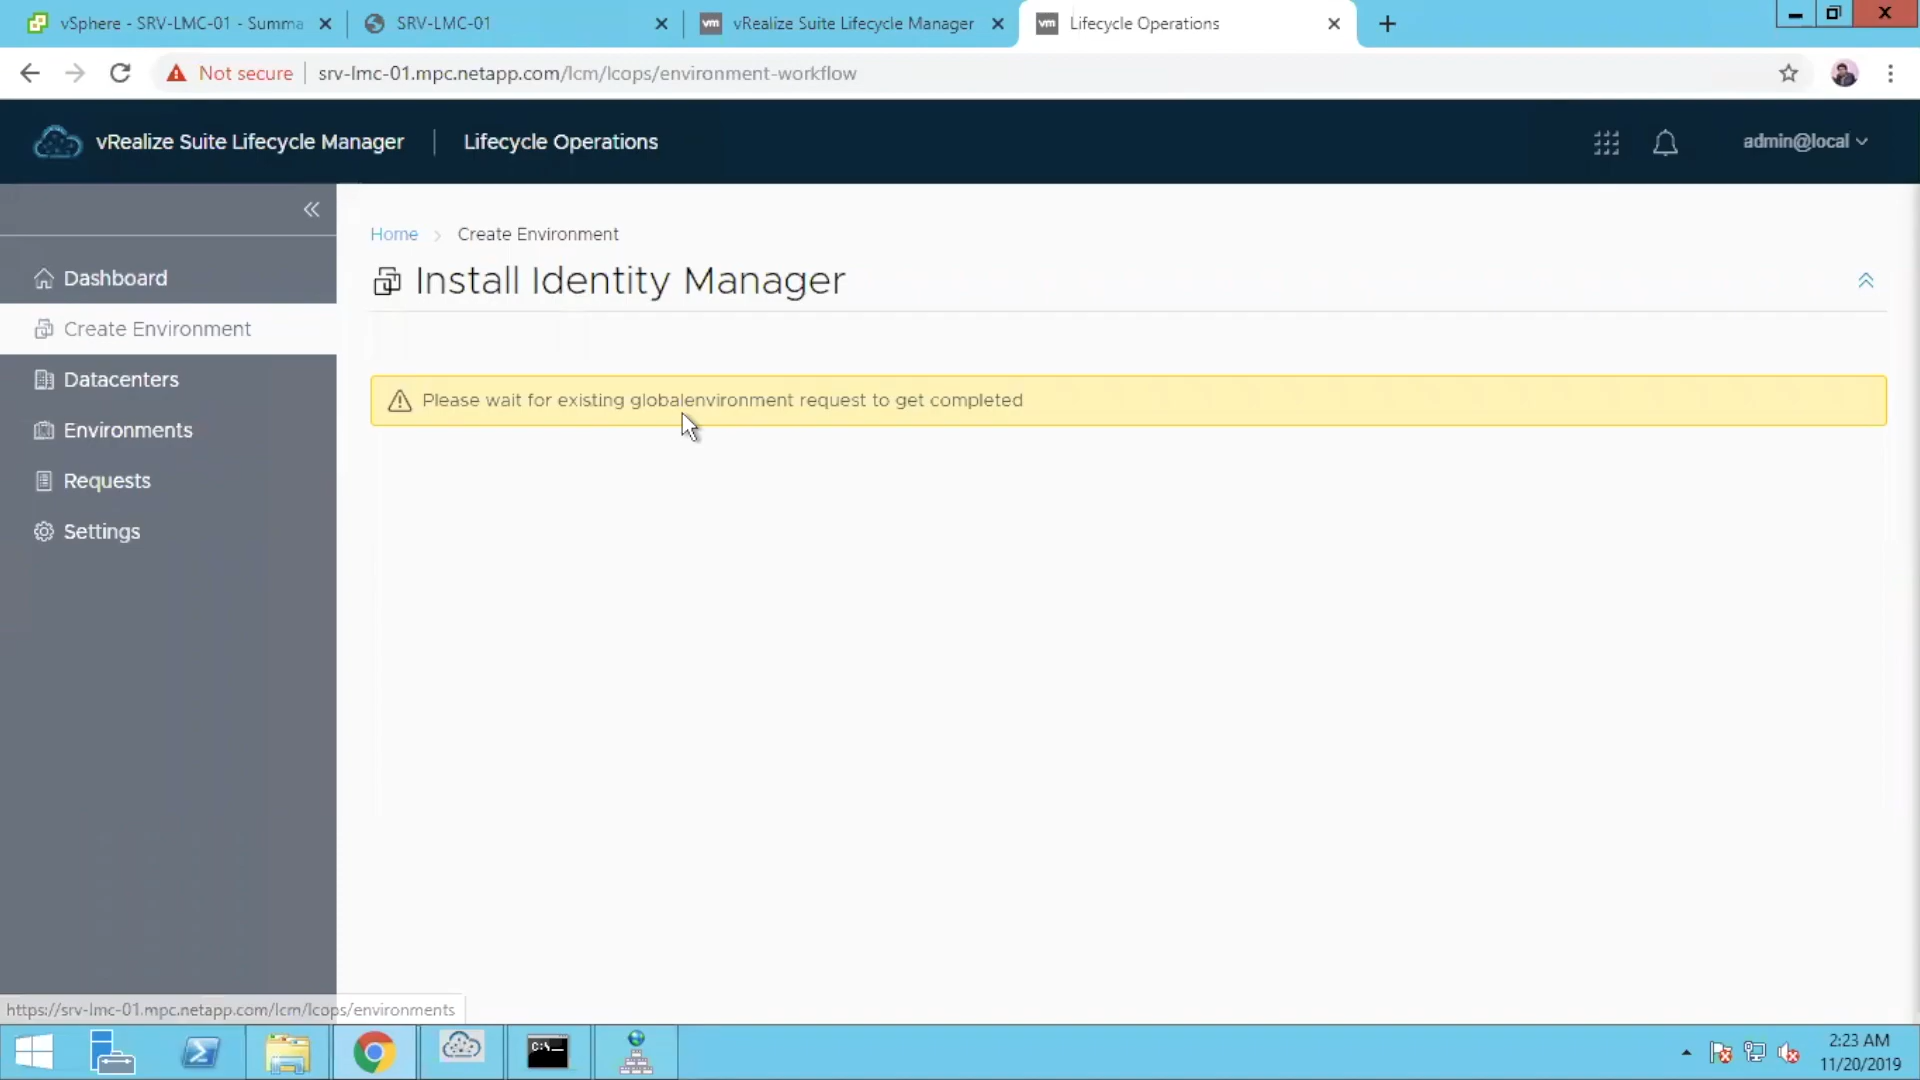 vSphere - SRV-LMC-01 - Summa
SRV-LMC-01
vm vRealize Suite Lifecycle Manager
vm Lifecycle Operations
Not secure srv-lmc-01.mpc.netapp.com/lcm/lcops/environment-workflow
vRealize Suite Lifecycle Manager Lifecycle Operations
admin@local
Dashboard
Create Environment
Datacenters
Environments
Requests
Settings
Home > Create Environment
Install Identity Manager
Please wait for existing globalenvironment request to get completed
https://srv-lmc-01.mpc.netapp.com/lcm/lcops/environments
C:\
2:23 AM
11/20/2019